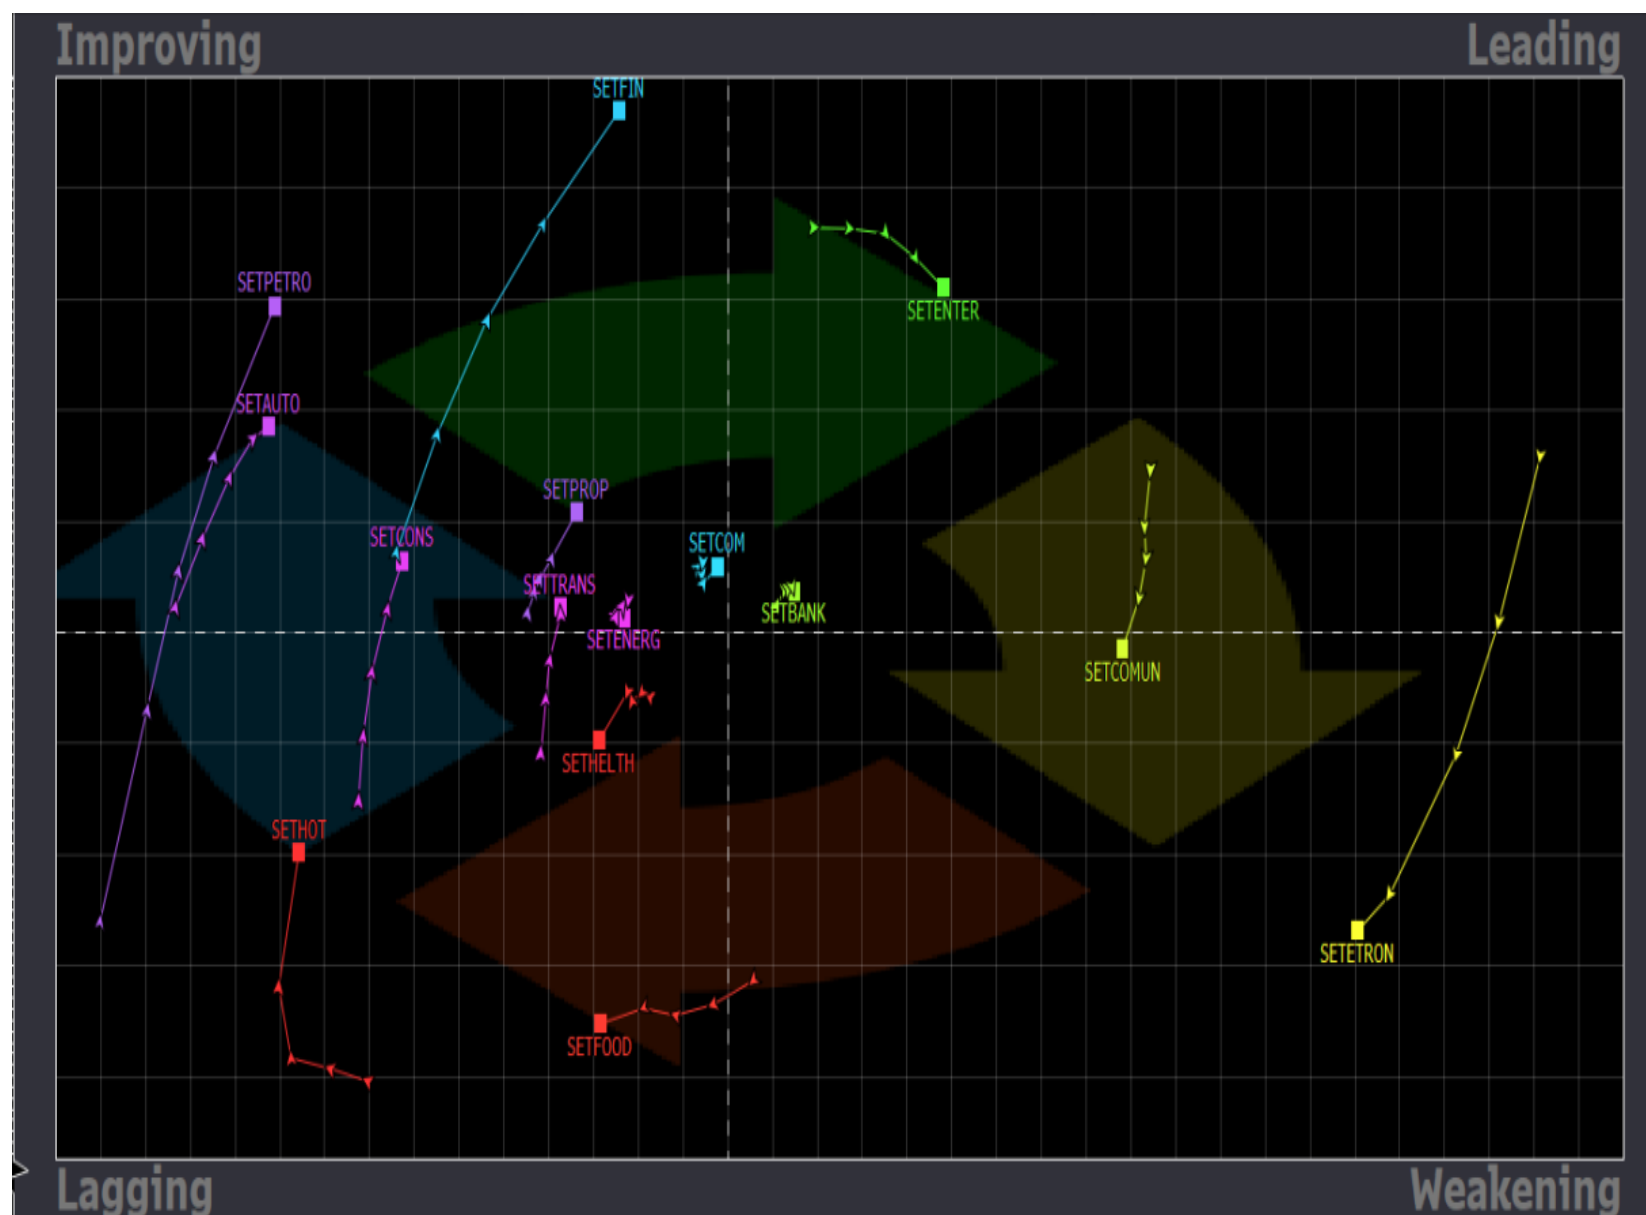 Improving
Leading
SETFIN
SETPETRO
SETENTER
SETAUTO
SETPROP
SETCONS
SETCOM
SETTRANS
SETBANK
SETENERG
SETCOMUN
SETHELTH
SETHOT
SETETRON
SETFOOD
Lagging
Weakening